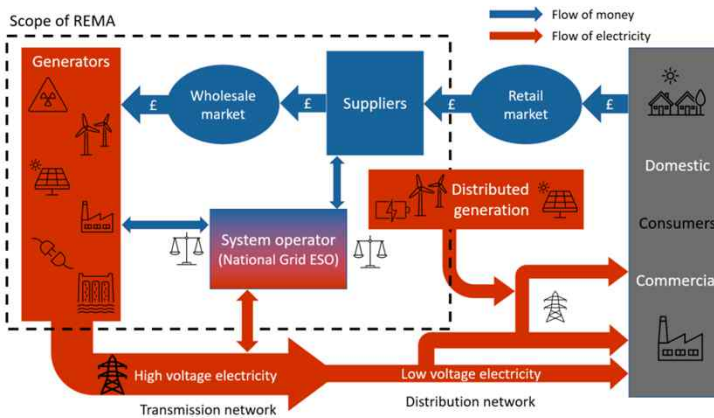 Scope of REMA
Flow of money
Flow of electricity
Generators
£
Wholesale
market
£
Suppliers
£
Retail
market
£
Domestic
Consumers
Commercial
Distributed
generation
System operator
(National Grid ESO)
High voltage electricity
Low voltage electricity
Transmission network
Distribution network